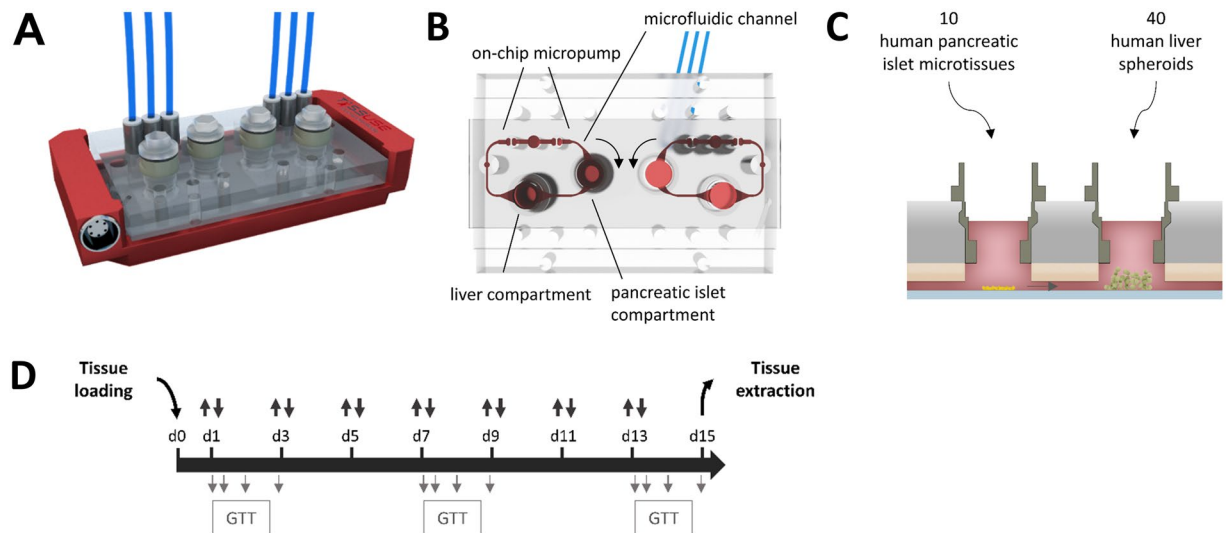 A
TISSUSE
B
microfluidic channel
on-chip micropump
liver compartment
pancreatic islet
compartment
C
10
human pancreatic
islet microtissues
40
human liver
spheroids
D
Tissue
loading
Tissue
extraction
d0 d1 d3 d5 d7 d9 d11 d13 d15
GTT GTT GTT